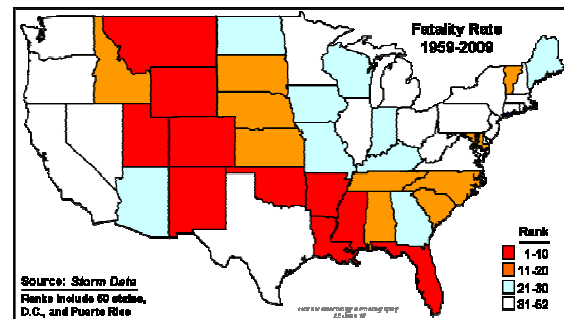 Fatality Rate
1959-2009
Rank
1-10
11-20
21-30
31-52
Source: Storm Data
Ranks include 50 states,
D.C., and Puerto Rico